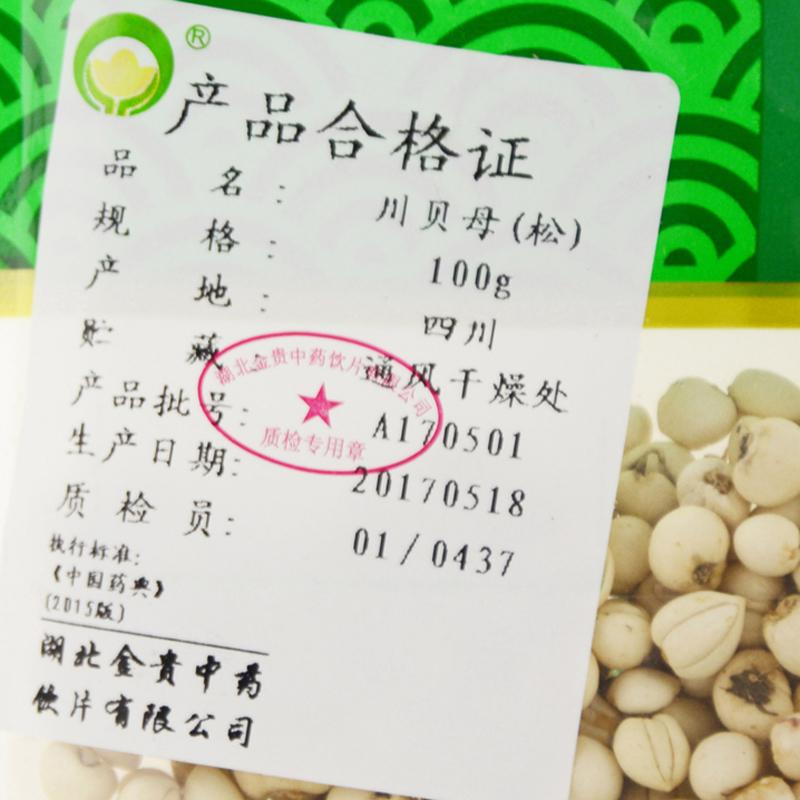 ®
产品合格证
品名：川贝母(松)
规格：100g
产地：四川
贮藏：通风干燥处
产品批号：A170501
生产日期：20170518
质检员：01/0437
执行标准：
《中国药典》
(2015版)
湖北金贵中药
饮片有限公司
湖北金贵中药饮片有限公司
质检专用章